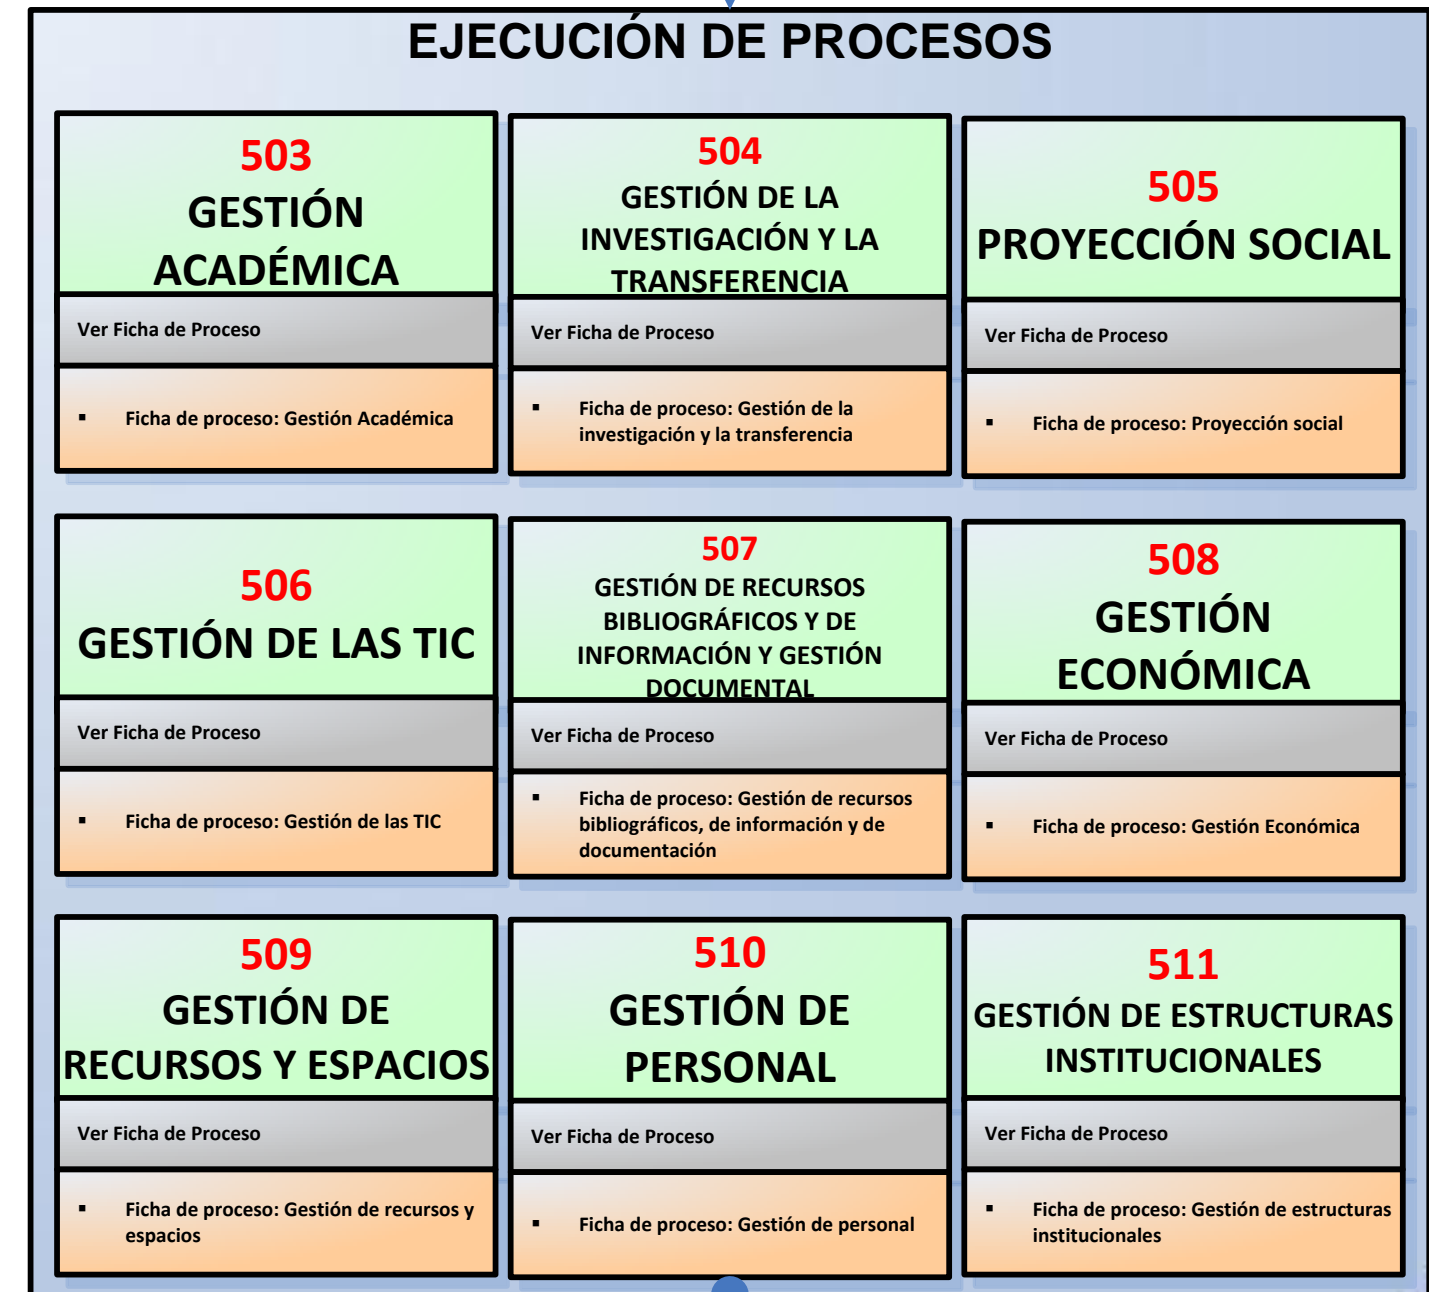 EJECUCIÓN DE PROCESOS
503
GESTIÓN
ACADÉMICA
Ver Ficha de Proceso
▪ Ficha de proceso: Gestión Académica
504
GESTIÓN DE LA
INVESTIGACIÓN Y LA
TRANSFERENCIA
Ver Ficha de Proceso
▪ Ficha de proceso: Gestión de la
investigación y la transferencia
505
PROYECCIÓN SOCIAL
Ver Ficha de Proceso
▪ Ficha de proceso: Proyección social
506
GESTIÓN DE LAS TIC
Ver Ficha de Proceso
▪ Ficha de proceso: Gestión de las TIC
507
GESTIÓN DE RECURSOS
BIBLIOGRÁFICOS Y DE
INFORMACIÓN Y GESTIÓN
DOCUMENTAL
Ver Ficha de Proceso
▪ Ficha de proceso: Gestión de recursos
bibliográficos, de información y de
documentación
508
GESTIÓN
ECONÓMICA
Ver Ficha de Proceso
▪ Ficha de proceso: Gestión Económica
509
GESTIÓN DE
RECURSOS Y ESPACIOS
Ver Ficha de Proceso
▪ Ficha de proceso: Gestión de recursos y
espacios
510
GESTIÓN DE
PERSONAL
Ver Ficha de Proceso
▪ Ficha de proceso: Gestión de personal
511
GESTIÓN DE ESTRUCTURAS
INSTITUCIONALES
Ver Ficha de Proceso
▪ Ficha de proceso: Gestión de estructuras
institucionales